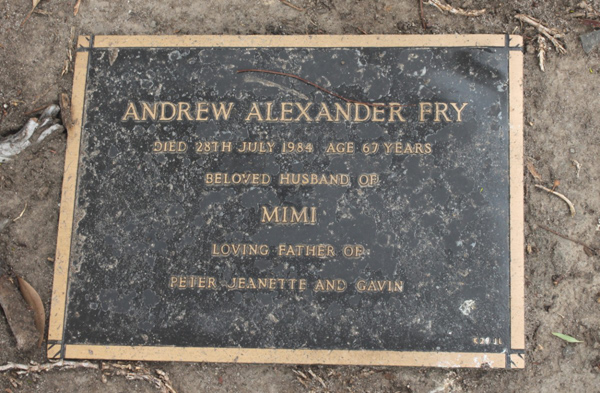 ANDREW ALEXANDER FRY
DIED 28TH JULY 1984 AGE 67 YEARS
BELOVED HUSBAND OF
MIMI
LOVING FATHER OF
PETER JEANETTE AND GAVIN